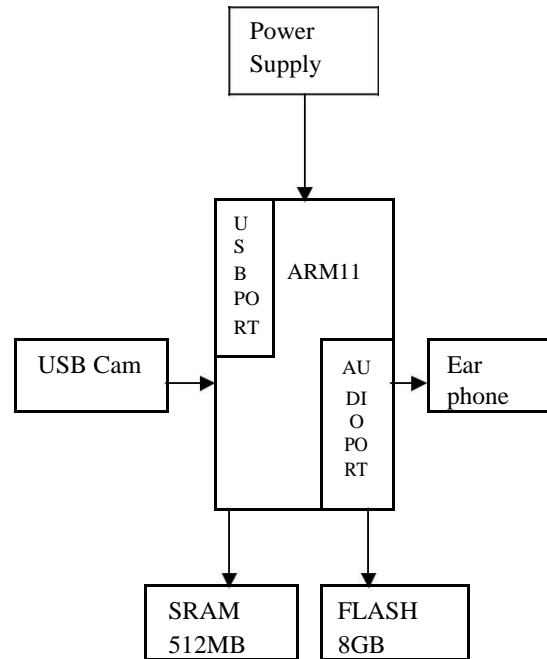 Power
Supply
U
S
B
PO
RT
ARM11
USB Cam
AU
DI
O
PO
RT
Ear
phone
SRAM
512MB
FLASH
8GB